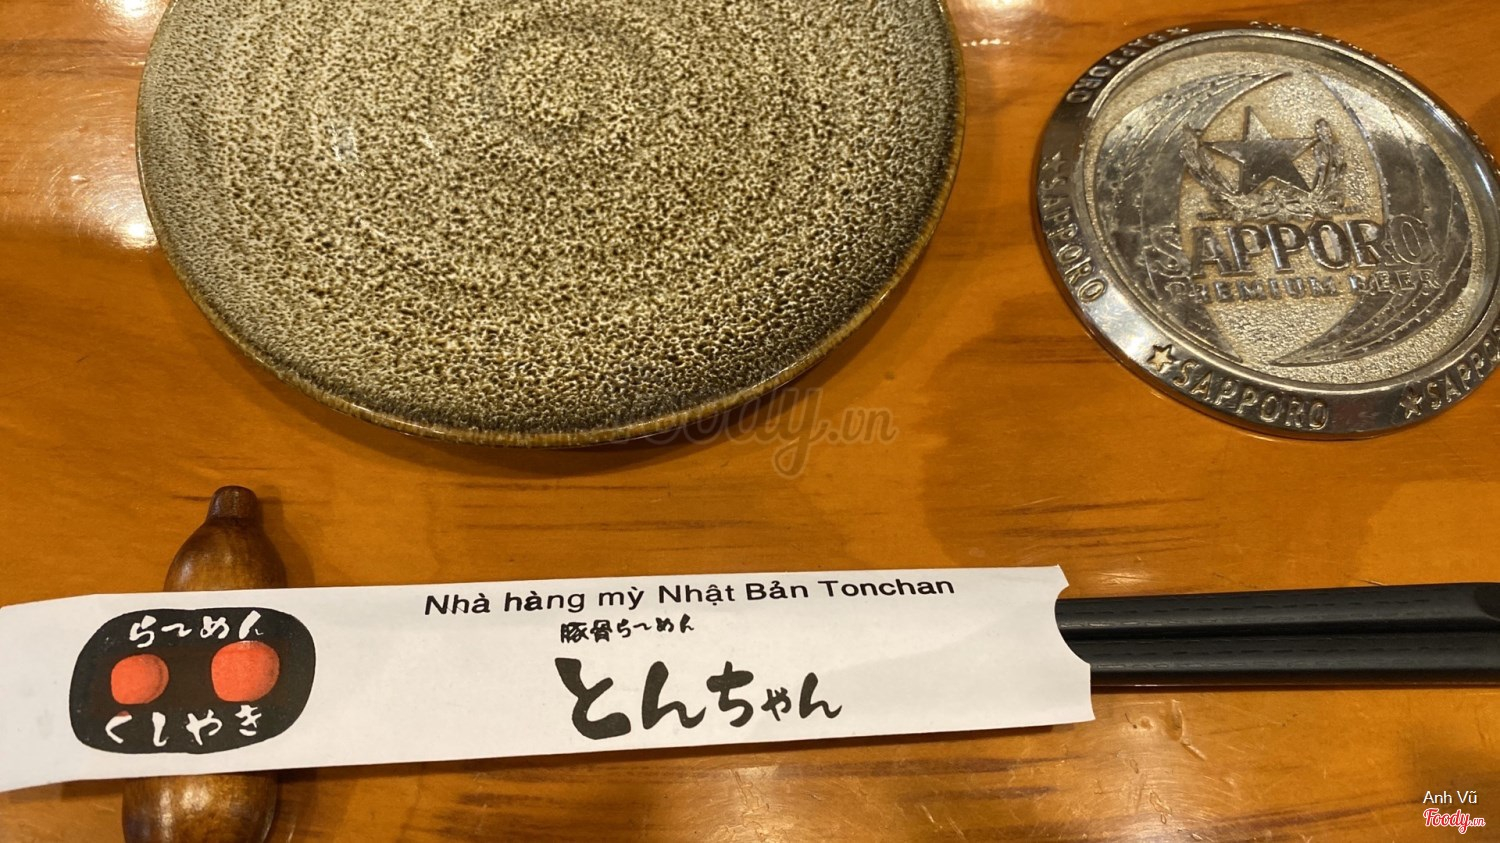 SAPPORO
SAPPORO
SAPPORO
PREMIUM BEER
SAPPORO
Foody.vn
Nhà hàng mỳ Nhật Bản Tonchan
豚骨らーめん
とんちゃん
らーめん
くしやき
Anh Vũ
Foody.vn